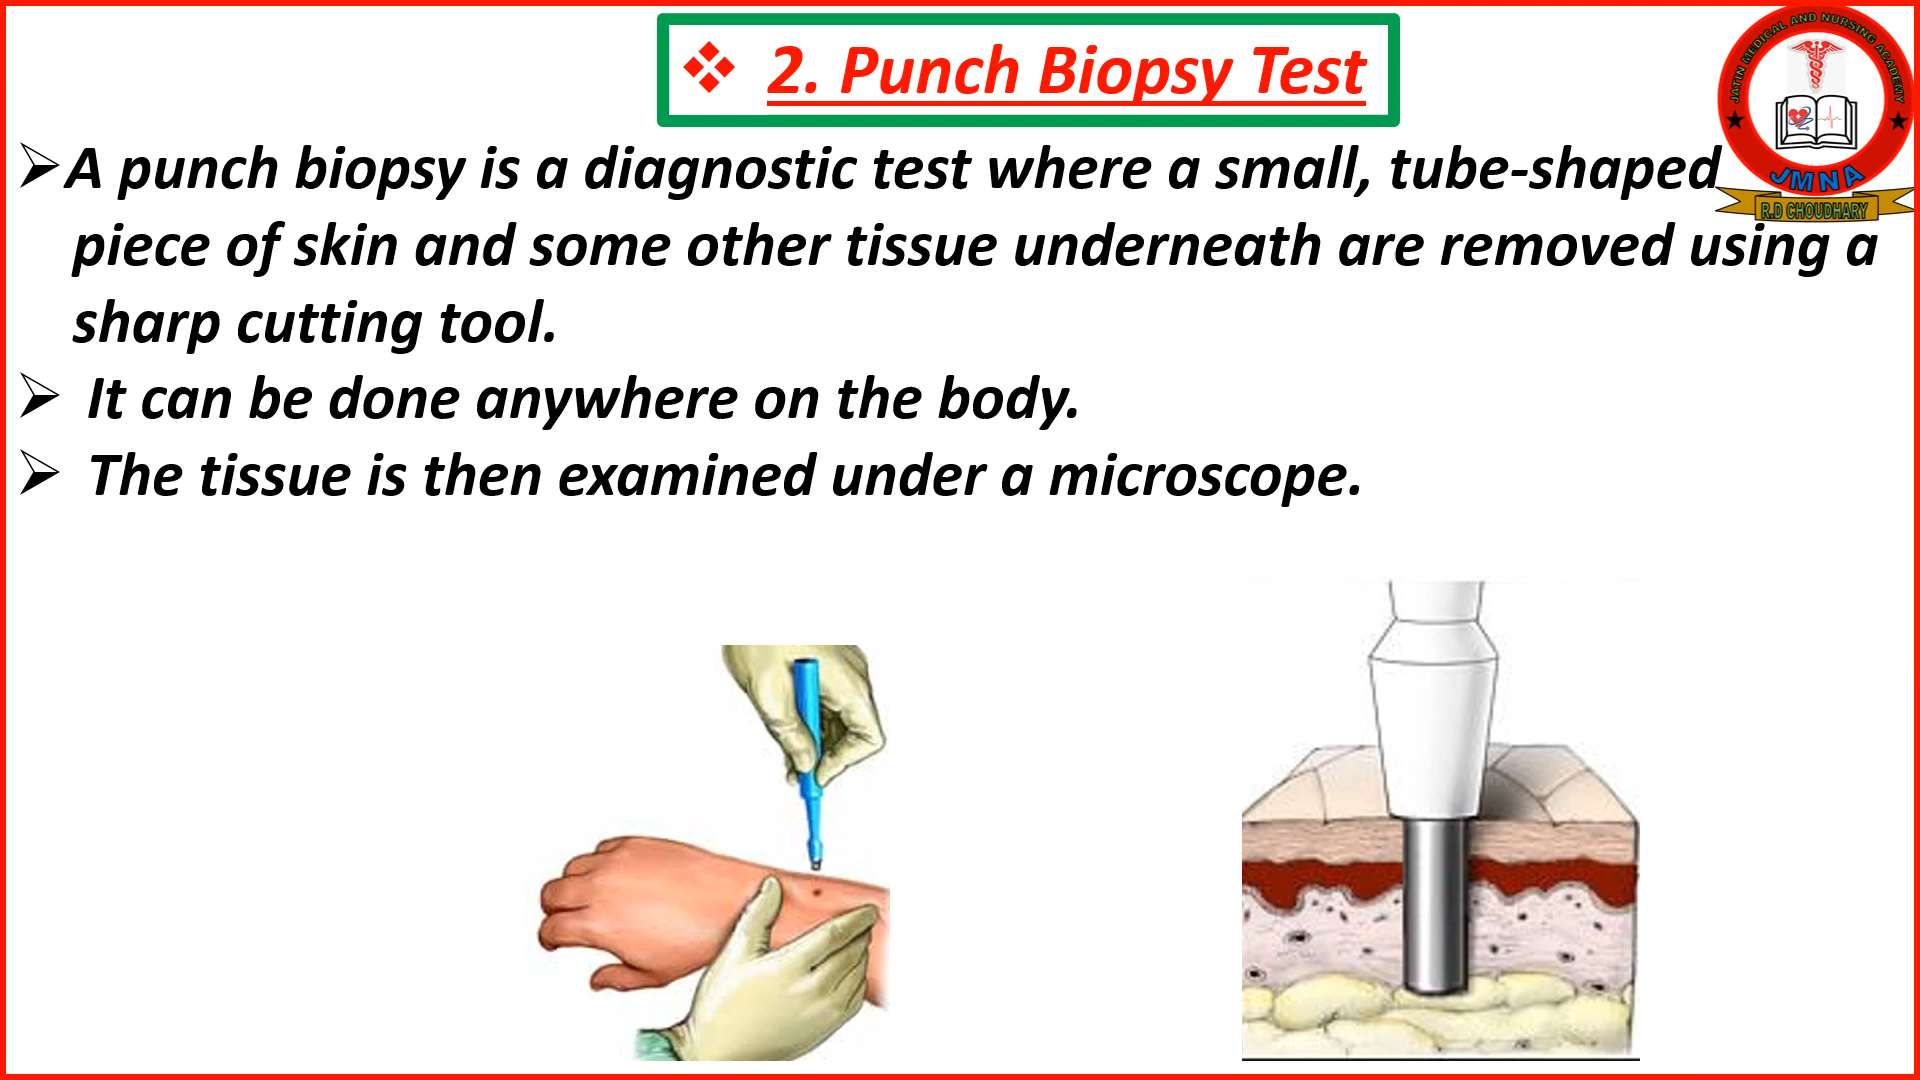 ❖ 2. Punch Biopsy Test
➢A punch biopsy is a diagnostic test where a small, tube-shaped
piece of skin and some other tissue underneath are removed using a
sharp cutting tool.
➢ It can be done anywhere on the body.
➢ The tissue is then examined under a microscope.
JATIN MEDICAL AND NURSING ACADEMY
JMNA
R.D CHOUDHARY